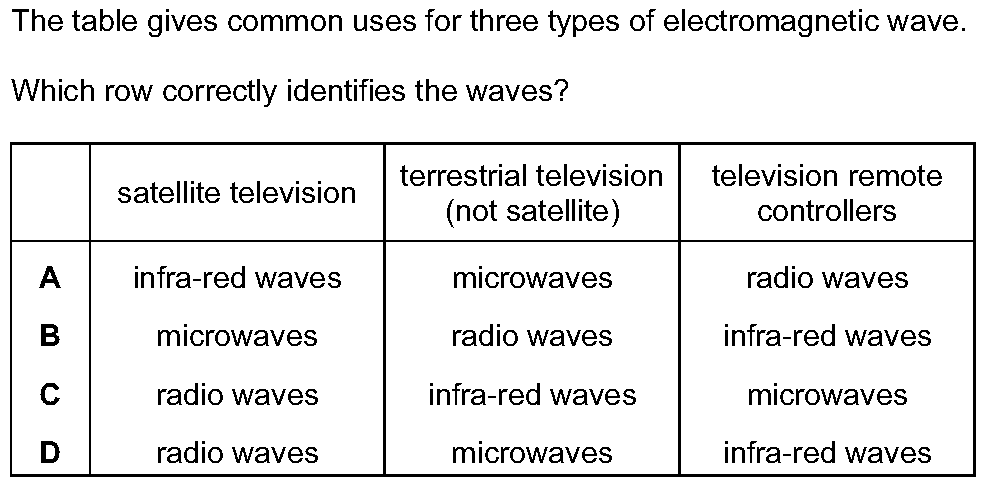 The table gives common uses for three types of electromagnetic wave.
Which row correctly identifies the waves?
satellite television
terrestrial television
(not satellite)
television remote
controllers
A infra-red waves microwaves radio waves
B microwaves radio waves infra-red waves
C radio waves infra-red waves microwaves
D radio waves microwaves infra-red waves